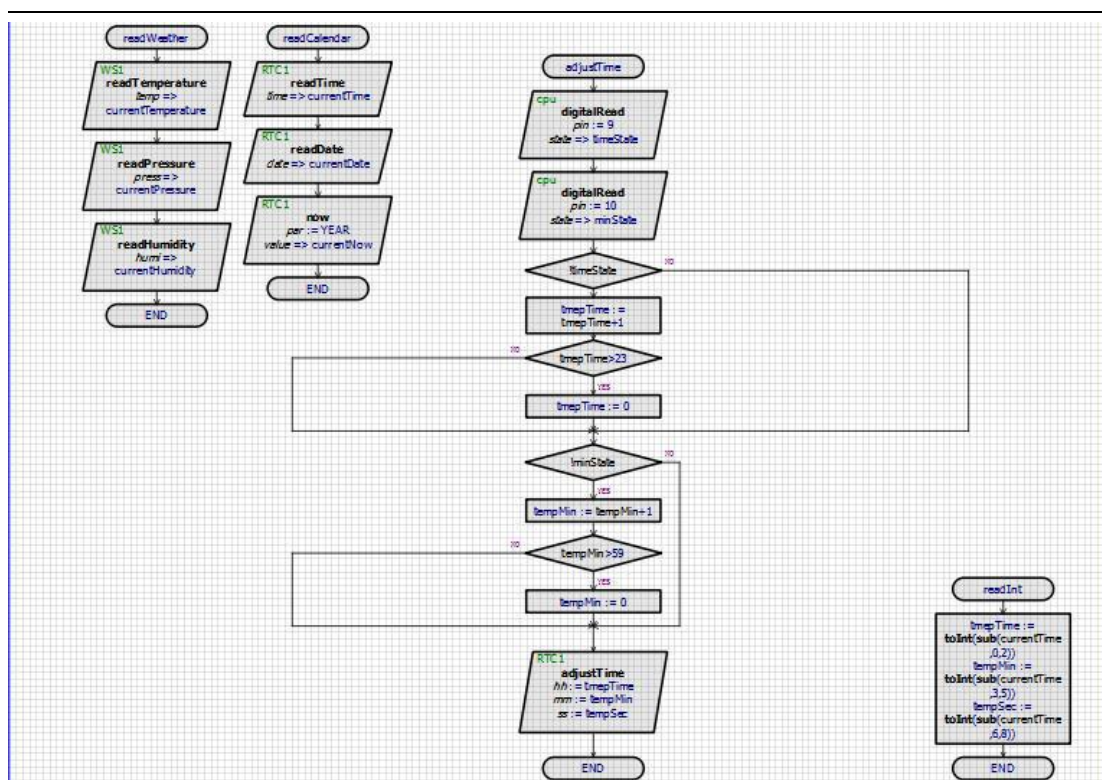 readWeather
WS1
readTemperature
temp =>
currentTemperature
WS1
readPressure
press=>
currentPressure
WS1
readHumidity
humi =>
currentHumidity
END
readCalendar
RTC1
readTime
time => currentTime
RTC1
readDate
date => currentDate
RTC1
now
par := YEAR
value => currentNow
END
adjustTime
cpu
digitalRead
pin := 9
state => timeState
cpu
digitalRead
pin := 10
state => minState
!timeState
NO
tmepTime :=
tmepTime+1
tmepTime>23
NO
YES
tmepTime := 0
!minState
NO
YES
tempMin := tempMin+1
tempMin>59
NO
YES
tempMin := 0
RTC1
adjustTime
hh := tmepTime
mm := tempMin
ss := tempSec
END
readInt
tmepTime :=
toInt(sub(currentTime
,0,2))
tempMin :=
toInt(sub(currentTime
,3,5))
tempSec :=
toInt(sub(currentTime
,6,8))
END